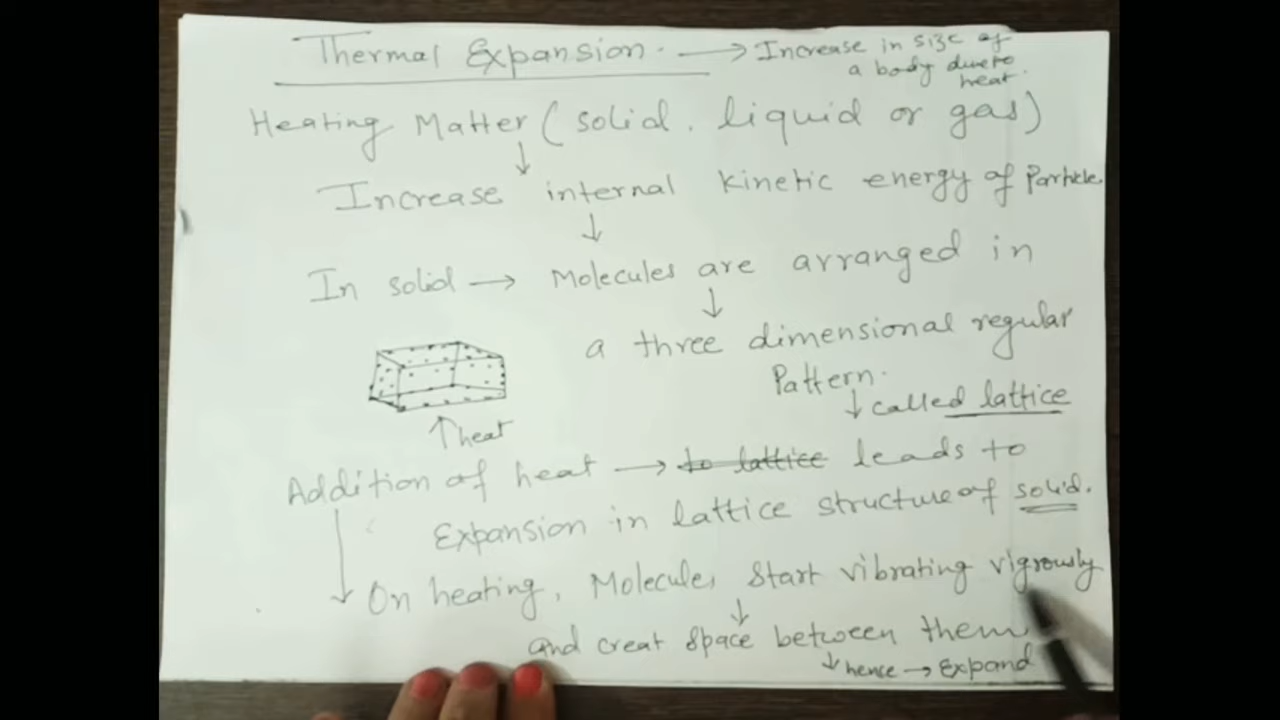 Thermal Expansion. → Increase in size of
a body due to
heat.
Heating Matter (solid, liquid or gas)
↓
Increase internal kinetic energy of Particle
↓
In solid → Molecules are arranged in
↓
a three dimensional regular
Pattern.
↓ called lattice
↑ heat
Addition of heat → to lattice leads to
Expansion in lattice structure of solid.
↓ On heating, Molecules start vibrating vigrously
↓
and creat space between them
↓ hence → Expand